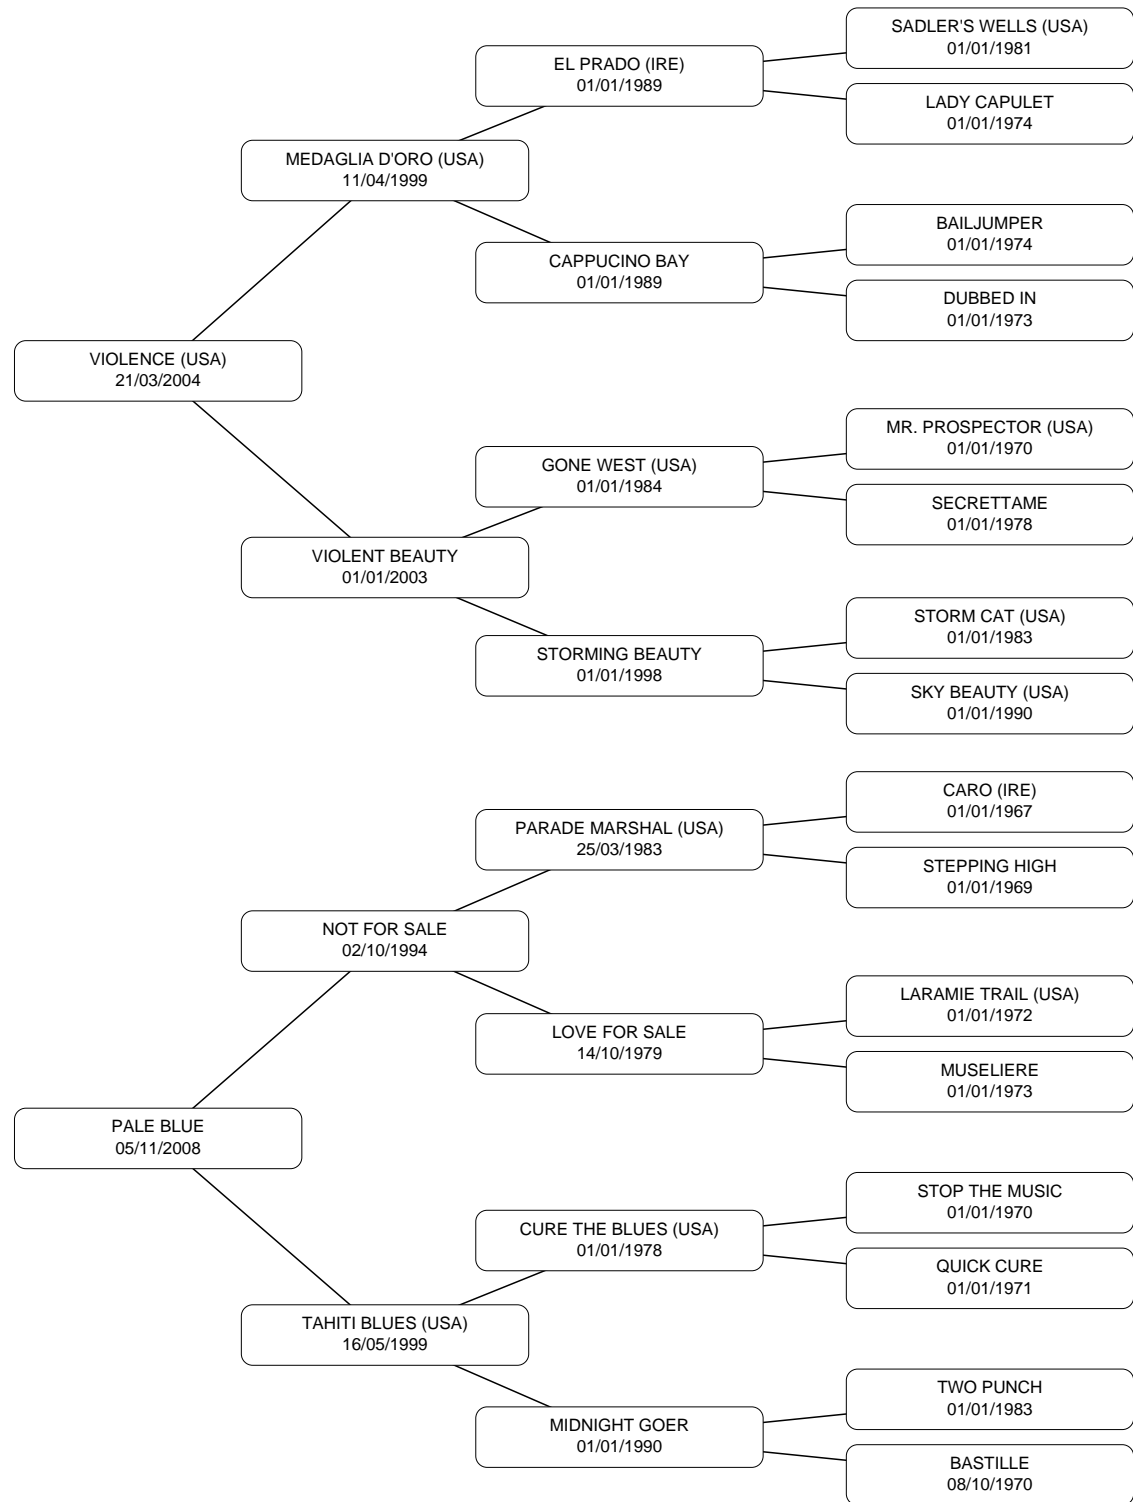 SADLER'S WELLS (USA)
01/01/1981
EL PRADO (IRE)
01/01/1989
LADY CAPULET
01/01/1974
MEDAGLIA D'ORO (USA)
11/04/1999
BAILJUMPER
01/01/1974
CAPPUCINO BAY
01/01/1989
DUBBED IN
01/01/1973
VIOLENCE (USA)
21/03/2004
MR. PROSPECTOR (USA)
01/01/1970
GONE WEST (USA)
01/01/1984
SECRETTAME
01/01/1978
VIOLENT BEAUTY
01/01/2003
STORM CAT (USA)
01/01/1983
STORMING BEAUTY
01/01/1998
SKY BEAUTY (USA)
01/01/1990
CARO (IRE)
01/01/1967
PARADE MARSHAL (USA)
25/03/1983
STEPPING HIGH
01/01/1969
NOT FOR SALE
02/10/1994
LARAMIE TRAIL (USA)
01/01/1972
LOVE FOR SALE
14/10/1979
MUSELIERE
01/01/1973
PALE BLUE
05/11/2008
STOP THE MUSIC
01/01/1970
CURE THE BLUES (USA)
01/01/1978
QUICK CURE
01/01/1971
TAHITI BLUES (USA)
16/05/1999
TWO PUNCH
01/01/1983
MIDNIGHT GOER
01/01/1990
BASTILLE
08/10/1970